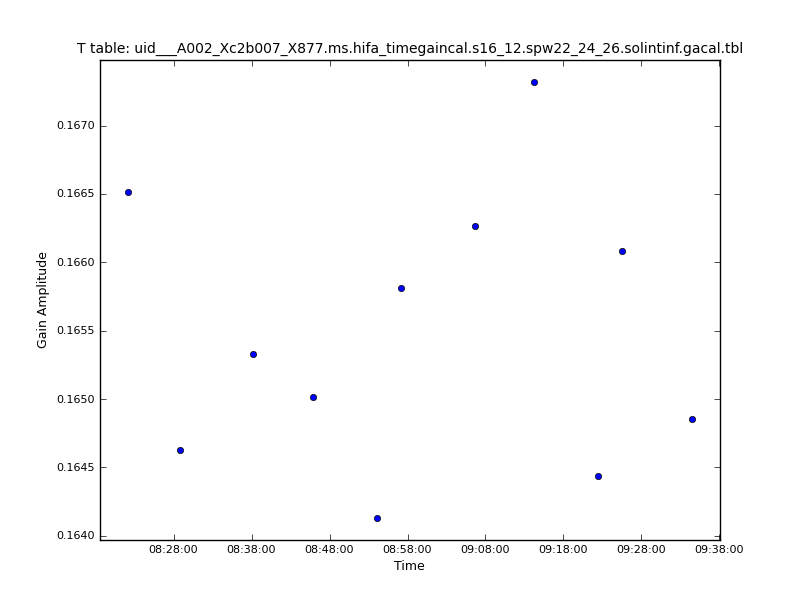 T table: uid___A002_Xc2b007_X877.ms.hifa_timegaincal.s16_12.spw22_24_26.solintinf.gacal.tbl
0.1670
0.1665
0.1660
0.1655
0.1650
0.1645
0.1640
Gain Amplitude
08:28:00 08:38:00 08:48:00 08:58:00 09:08:00 09:18:00 09:28:00 09:38:00
Time